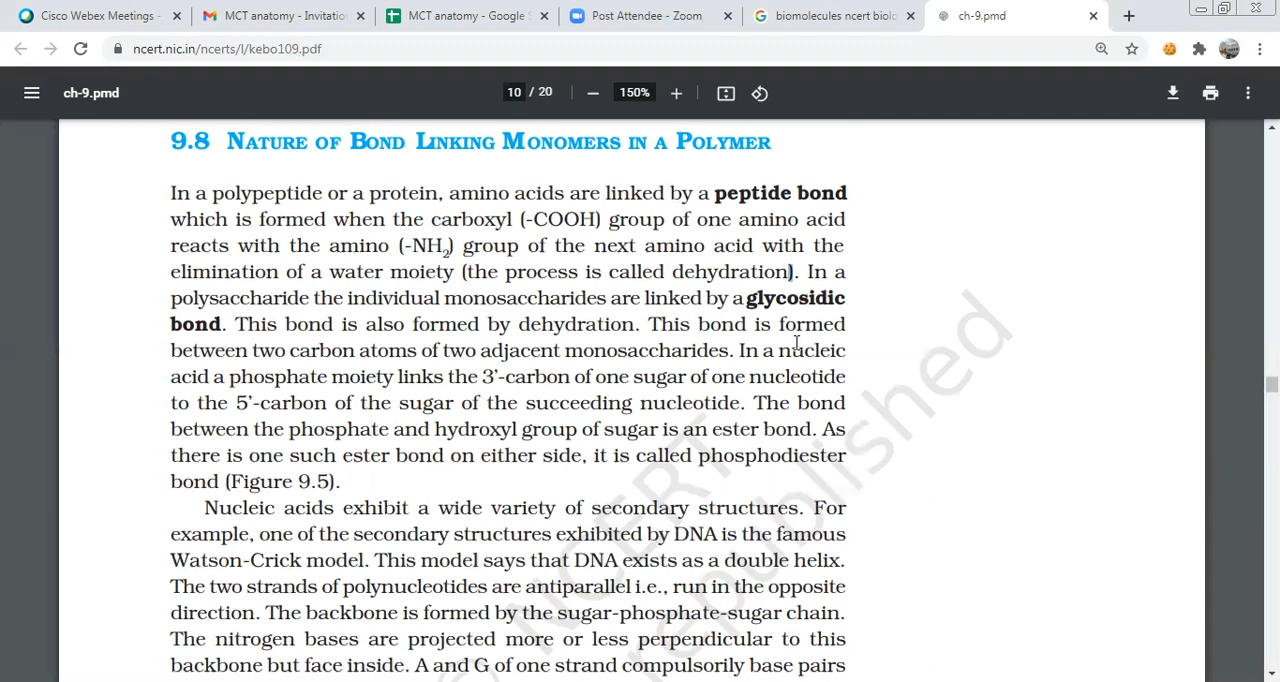 Cisco Webex Meetings -
MCT anatomy - Invitatio
MCT anatomy - Google S
Post Attendee - Zoom
biomolecules ncert biolo
ch-9.pmd
ncert.nic.in/ncerts/l/kebo109.pdf
ch-9.pmd
10 / 20
150%
9.8 NATURE OF BOND LINKING MONOMERS IN A POLYMER
In a polypeptide or a protein, amino acids are linked by a peptide bond
which is formed when the carboxyl (-COOH) group of one amino acid
reacts with the amino (-NH₂) group of the next amino acid with the
elimination of a water moiety (the process is called dehydration). In a
polysaccharide the individual monosaccharides are linked by a glycosidic
bond. This bond is also formed by dehydration. This bond is formed
between two carbon atoms of two adjacent monosaccharides. In a nucleic
acid a phosphate moiety links the 3’-carbon of one sugar of one nucleotide
to the 5’-carbon of the sugar of the succeeding nucleotide. The bond
between the phosphate and hydroxyl group of sugar is an ester bond. As
there is one such ester bond on either side, it is called phosphodiester
bond (Figure 9.5).
Nucleic acids exhibit a wide variety of secondary structures. For
example, one of the secondary structures exhibited by DNA is the famous
Watson-Crick model. This model says that DNA exists as a double helix.
The two strands of polynucleotides are antiparallel i.e., run in the opposite
direction. The backbone is formed by the sugar-phosphate-sugar chain.
The nitrogen bases are projected more or less perpendicular to this
backbone but face inside. A and G of one strand compulsorily base pairs
© NCERT
republished